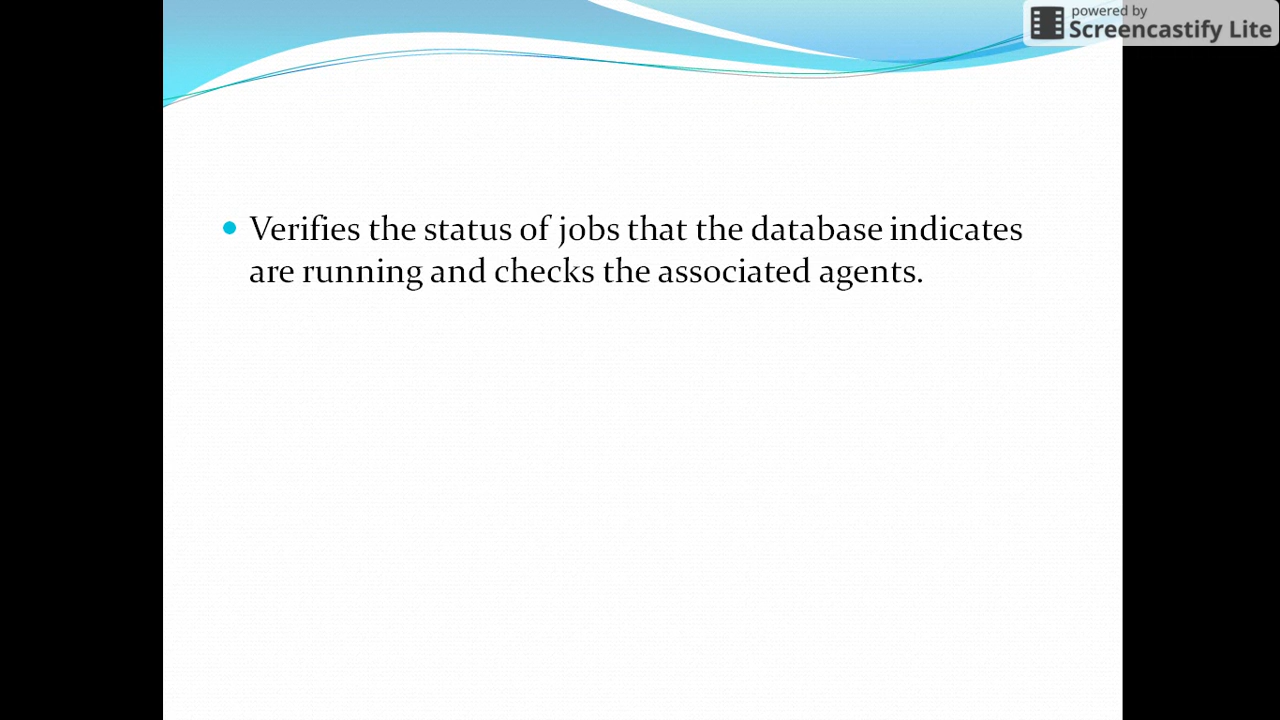 powered by
Screencastify Lite
• Verifies the status of jobs that the database indicates
are running and checks the associated agents.